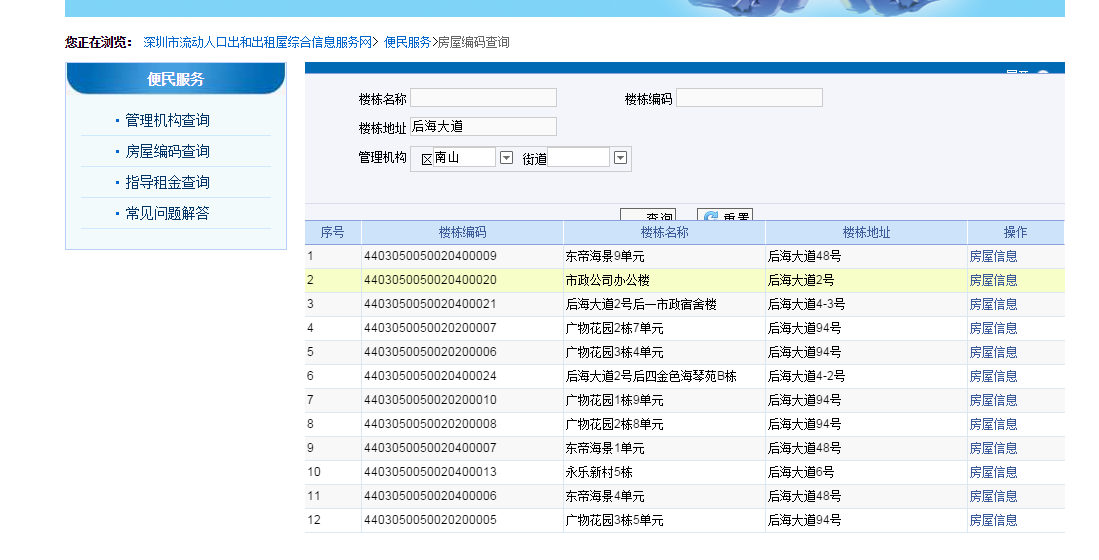 您正在浏览： 深圳市流动人口出和出租屋综合信息服务网> 便民服务>房屋编码查询
便民服务
· 管理机构查询
· 房屋编码查询
· 指导租金查询
· 常见问题解答
楼栋名称 楼栋编码
楼栋地址 后海大道
管理机构 区 南山 街道
查询 重置
序号 楼栋编码 楼栋名称 楼栋地址 操作
1 4403050050020400009 东帝海景9单元 后海大道48号 房屋信息
2 4403050050020400020 市政公司办公楼 后海大道2号 房屋信息
3 4403050050020400021 后海大道2号后一市政宿舍楼 后海大道4-3号 房屋信息
4 4403050050020200007 广物花园2栋7单元 后海大道94号 房屋信息
5 4403050050020200006 广物花园3栋4单元 后海大道94号 房屋信息
6 4403050050020400024 后海大道2号后四金色海琴苑B栋 后海大道4-2号 房屋信息
7 4403050050020200010 广物花园1栋9单元 后海大道94号 房屋信息
8 4403050050020200008 广物花园2栋8单元 后海大道94号 房屋信息
9 4403050050020400007 东帝海景1单元 后海大道48号 房屋信息
10 4403050050020400013 永乐新村5栋 后海大道6号 房屋信息
11 4403050050020400006 东帝海景4单元 后海大道48号 房屋信息
12 4403050050020200005 广物花园3栋5单元 后海大道94号 房屋信息